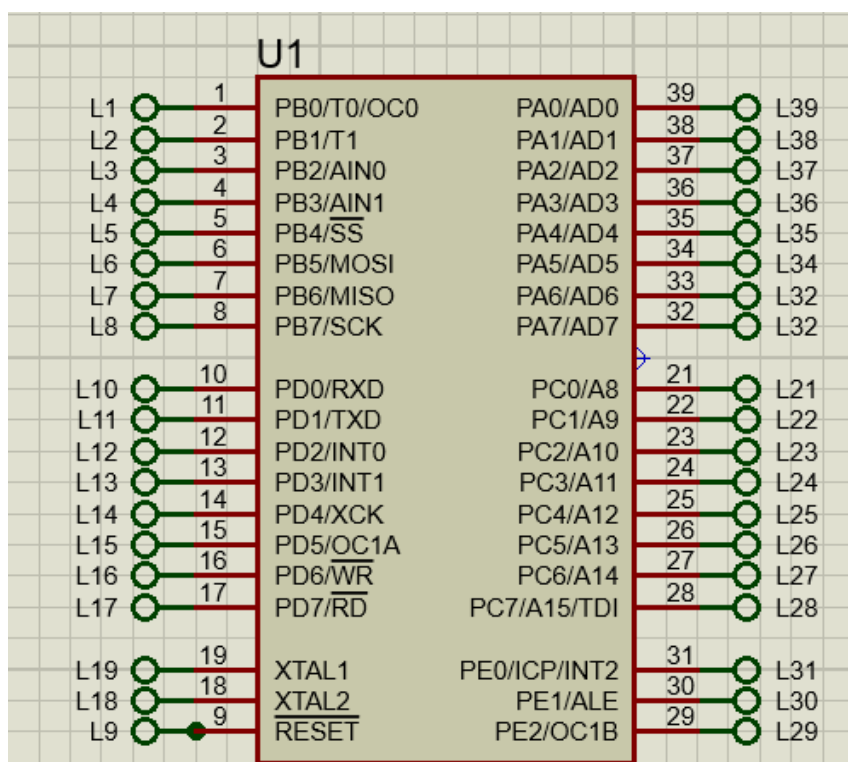 U1
L1 1 PB0/T0/OC0 PA0/AD0 39 L39
L2 2 PB1/T1 PA1/AD1 38 L38
L3 3 PB2/AIN0 PA2/AD2 37 L37
L4 4 PB3/AIN1 PA3/AD3 36 L36
L5 5 PB4/SS PA4/AD4 35 L35
L6 6 PB5/MOSI PA5/AD5 34 L34
L7 7 PB6/MISO PA6/AD6 33 L32
L8 8 PB7/SCK PA7/AD7 32 L32
L10 10 PD0/RXD PC0/A8 21 L21
L11 11 PD1/TXD PC1/A9 22 L22
L12 12 PD2/INT0 PC2/A10 23 L23
L13 13 PD3/INT1 PC3/A11 24 L24
L14 14 PD4/XCK PC4/A12 25 L25
L15 15 PD5/OC1A PC5/A13 26 L26
L16 16 PD6/WR PC6/A14 27 L27
L17 17 PD7/RD PC7/A15/TDI 28 L28
L19 19 XTAL1 PE0/ICP/INT2 31 L31
L18 18 XTAL2 PE1/ALE 30 L30
L9 9 RESET PE2/OC1B 29 L29